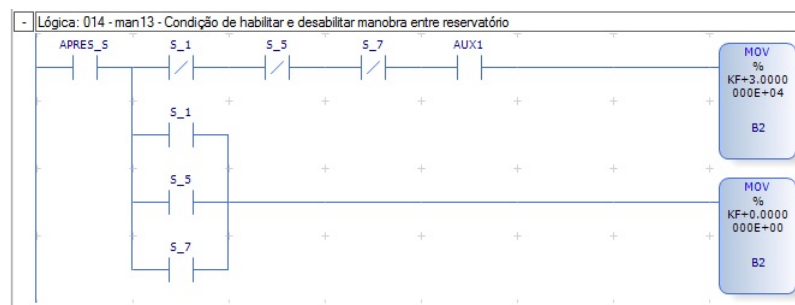 - Lógica: 014 - man13 - Condição de habilitar e desabilitar manobra entre reservatório
APRES_S S_1 S_5 S_7 AUX1
MOV
%
KF+3.0000
000E+04
B2
S_1
S_5
MOV
%
KF+0.0000
000E+00
B2
S_7